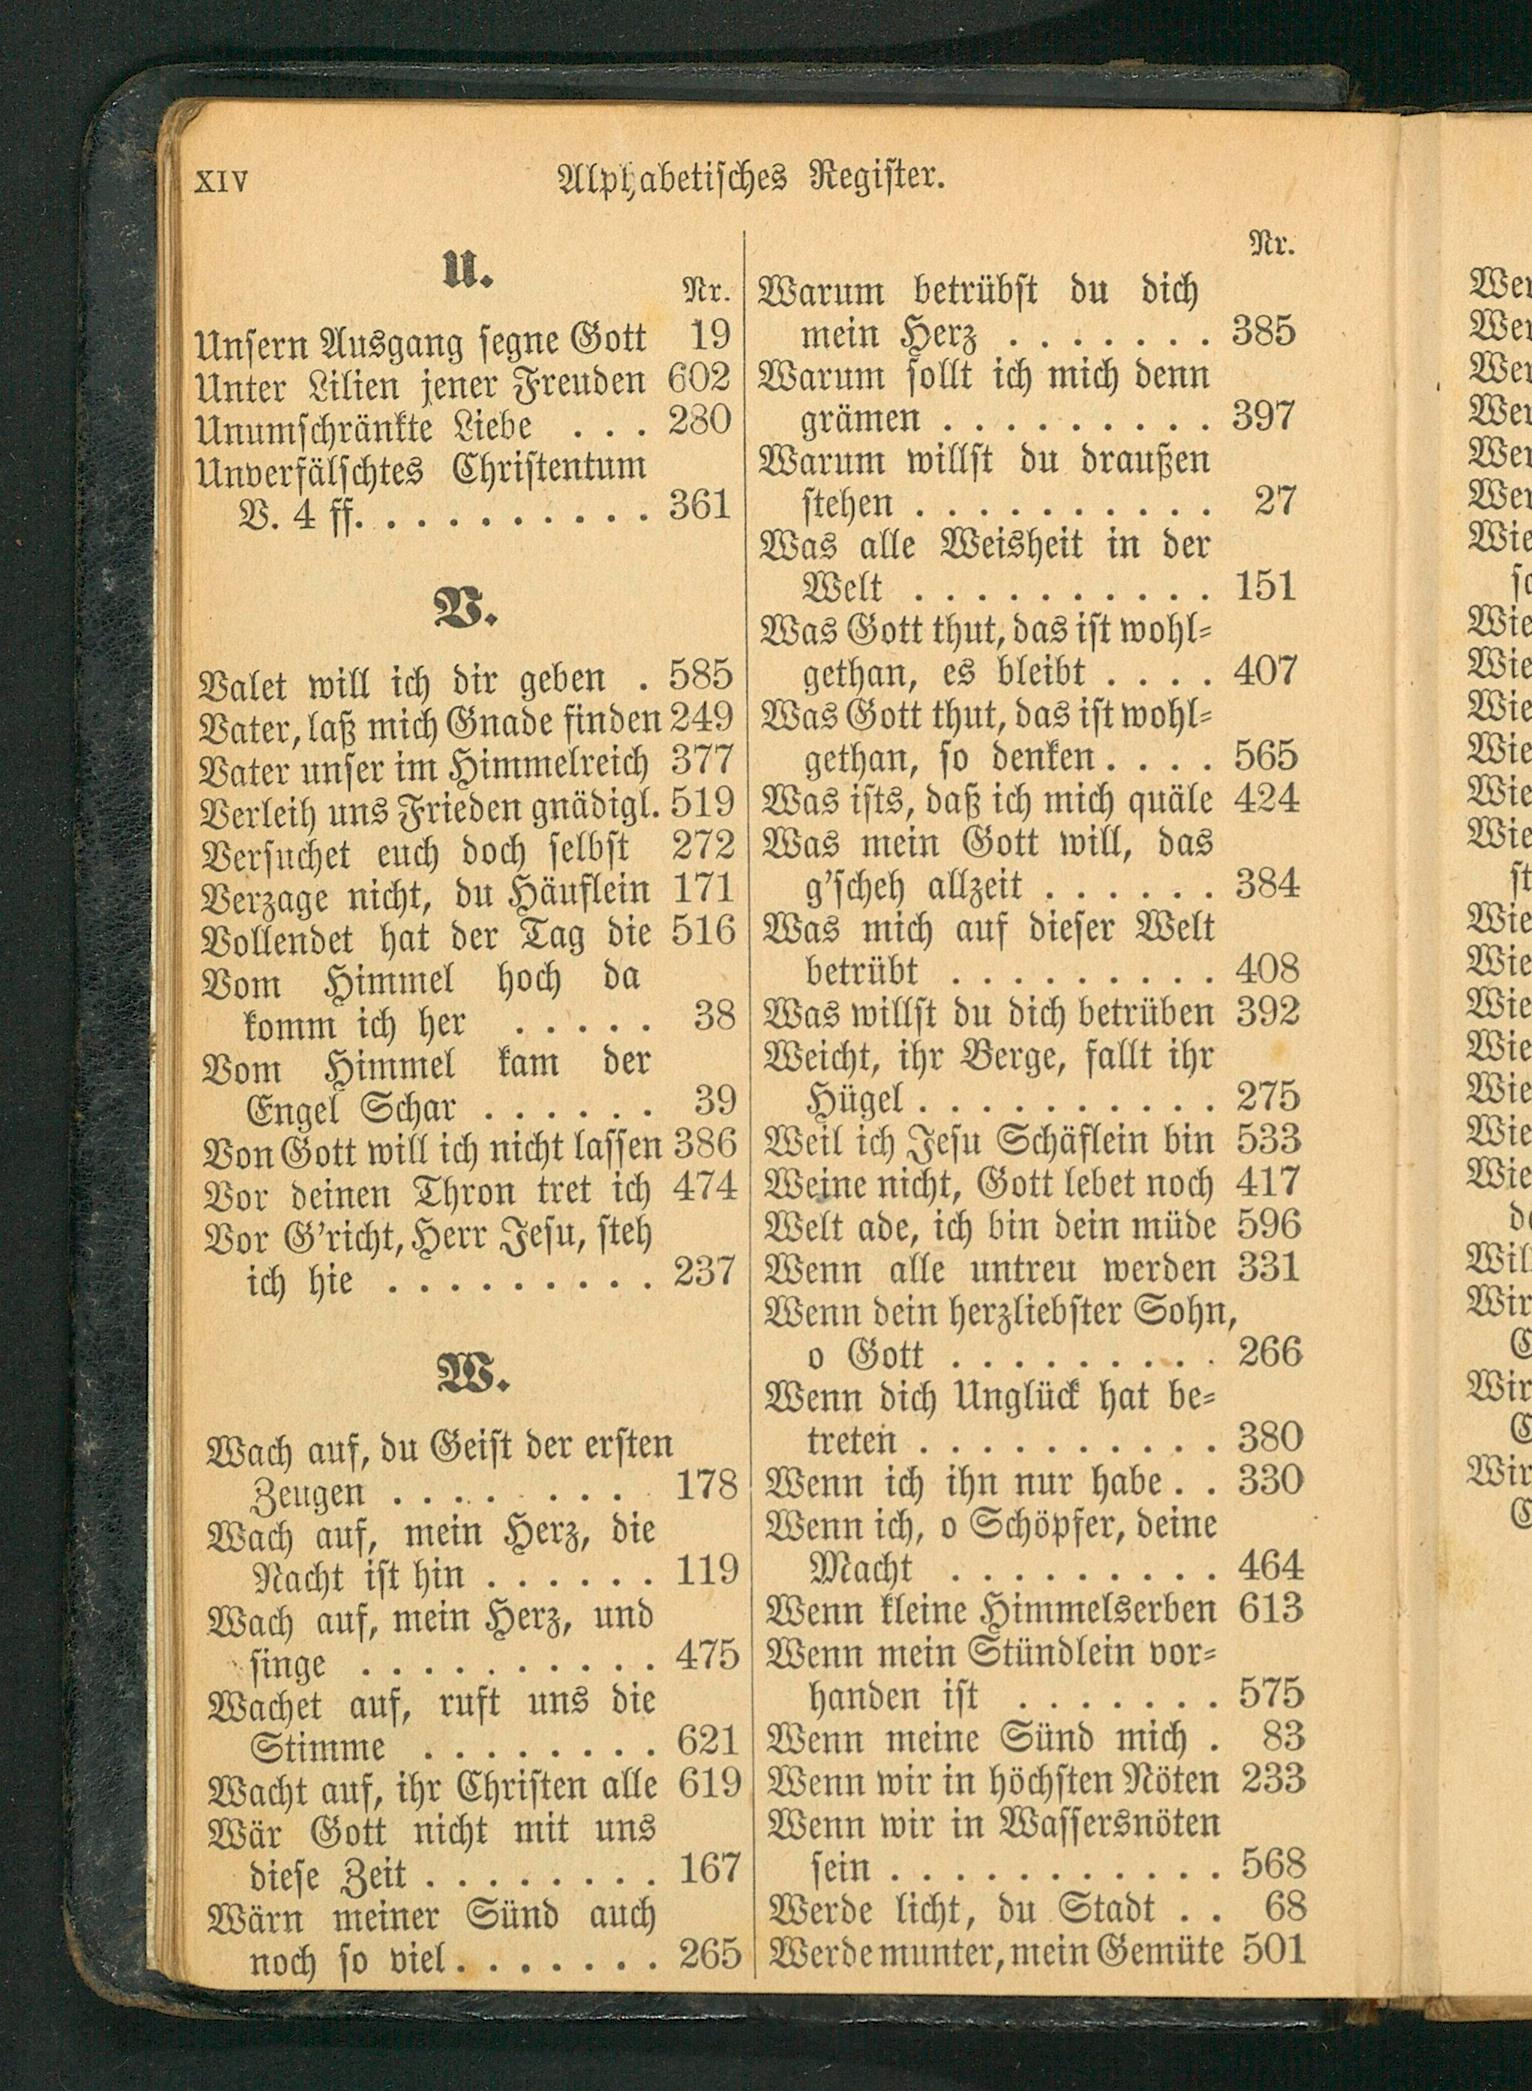 XIV
Alphabetisches Register.
U.
Nr.
Unsern Ausgang segne Gott 19
Unter Lilien jener Freuden 602
Unumschränkte Liebe . . . 280
Unverfälschtes Christentum
V. 4 ff. . . . . . . . . . . 361
V.
Valet will ich dir geben . 585
Vater, laß mich Gnade finden 249
Vater unser im Himmelreich 377
Verleih uns Frieden gnädigl. 519
Versuchet euch doch selbst 272
Verzage nicht, du Häuflein 171
Vollendet hat der Tag die 516
Vom Himmel hoch da
komm ich her . . . . . 38
Vom Himmel kam der
Engel Schar . . . . . . 39
Von Gott will ich nicht lassen 386
Vor deinen Thron tret ich 474
Vor G'richt, Herr Jesu, steh
ich hie . . . . . . . . . 237
W.
Wach auf, du Geist der ersten
Zeugen . . . . . . . . 178
Wach auf, mein Herz, die
Nacht ist hin . . . . . . 119
Wach auf, mein Herz, und
singe . . . . . . . . . . 475
Wachet auf, ruft uns die
Stimme . . . . . . . . 621
Wacht auf, ihr Christen alle 619
Wär Gott nicht mit uns
diese Zeit . . . . . . . . 167
Wärn meiner Sünd auch
noch so viel . . . . . . . 265
Nr.
Warum betrübst du dich
mein Herz . . . . . . . 385
Warum sollt ich mich denn
grämen . . . . . . . . . 397
Warum willst du draußen
stehen . . . . . . . . . . 27
Was alle Weisheit in der
Welt . . . . . . . . . . 151
Was Gott thut, das ist wohl-
gethan, es bleibt . . . . 407
Was Gott thut, das ist wohl-
gethan, so denken . . . . 565
Was ists, daß ich mich quäle 424
Was mein Gott will, das
g'scheh allzeit . . . . . . 384
Was mich auf dieser Welt
betrübt . . . . . . . . . 408
Was willst du dich betrüben 392
Weicht, ihr Berge, fallt ihr
Hügel . . . . . . . . . . 275
Weil ich Jesu Schäflein bin 533
Weine nicht, Gott lebet noch 417
Welt ade, ich bin dein müde 596
Wenn alle untreu werden 331
Wenn dein herzliebster Sohn,
o Gott . . . . . . . . . 266
Wenn dich Unglück hat be-
treten . . . . . . . . . . 380
Wenn ich ihn nur habe . . 330
Wenn ich, o Schöpfer, deine
Macht . . . . . . . . . 464
Wenn kleine Himmelserben 613
Wenn mein Stündlein vor-
handen ist . . . . . . . 575
Wenn meine Sünd mich . 83
Wenn wir in höchsten Nöten 233
Wenn wir in Wassersnöten
sein . . . . . . . . . . . . 568
Werde licht, du Stadt . . 68
Werde munter, mein Gemüte 501